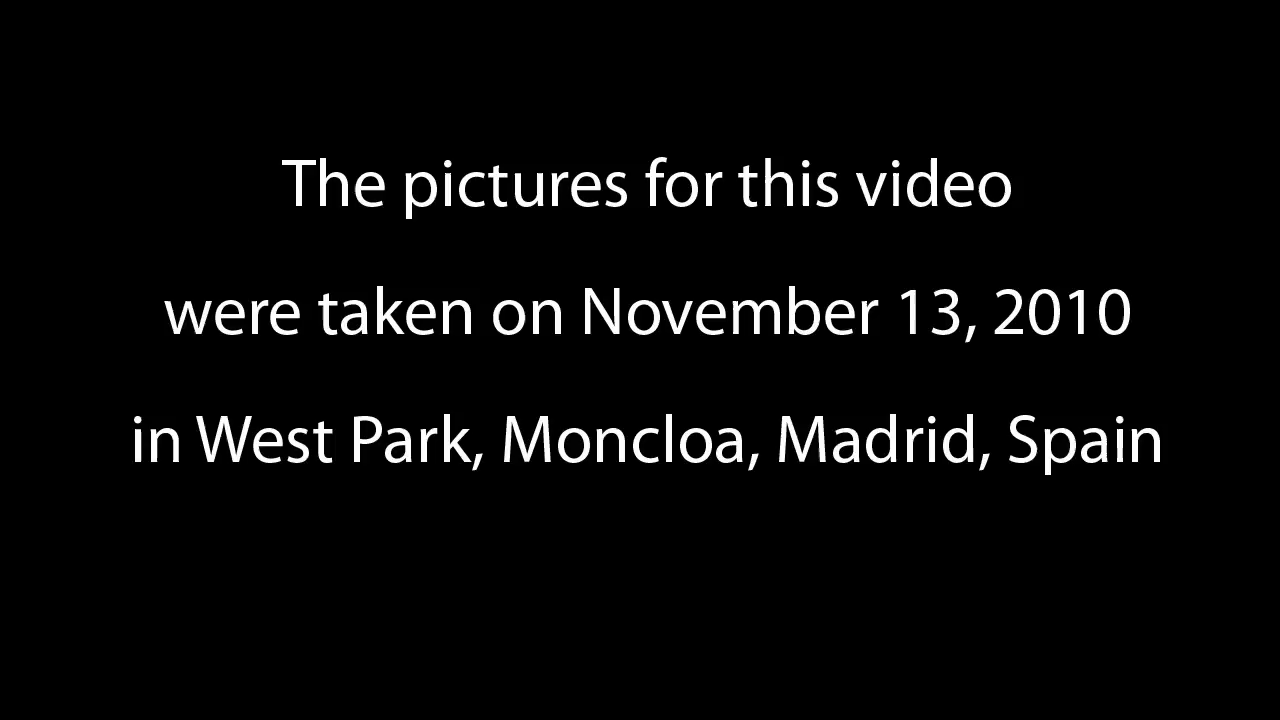 The pictures for this video
were taken on November 13, 2010
in West Park, Moncloa, Madrid, Spain